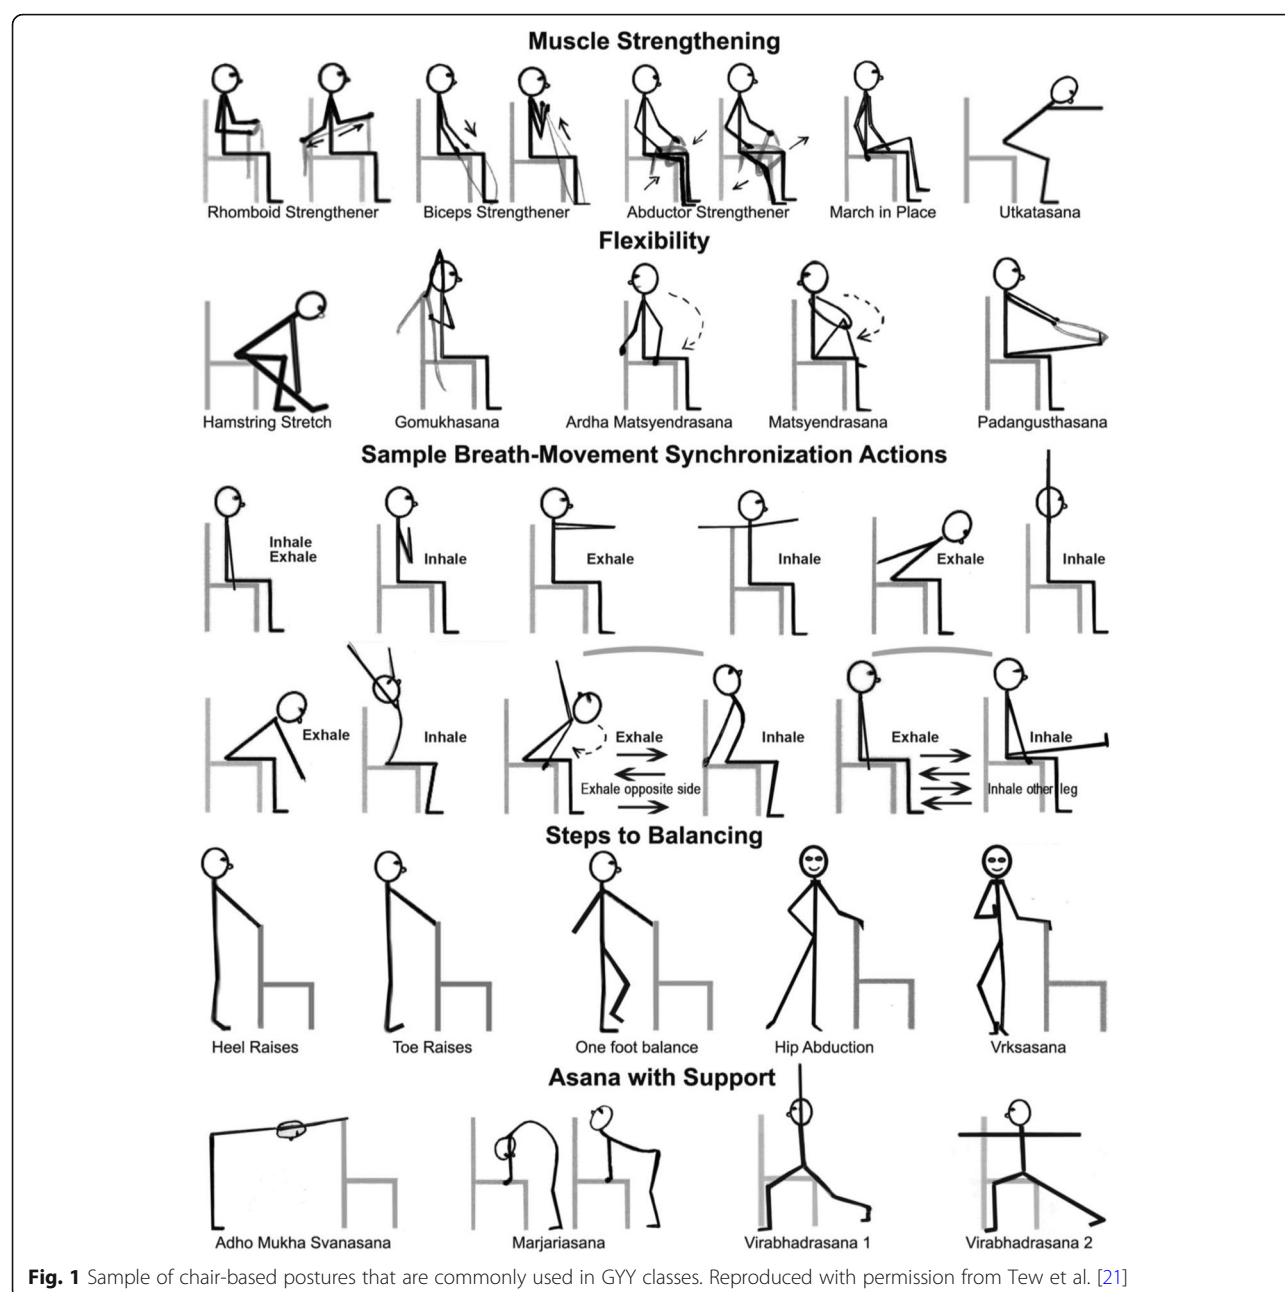 Muscle Strengthening
Rhomboid Strengthener
Biceps Strengthener
Abductor Strengthener
March in Place
Utkatasana
Flexibility
Hamstring Stretch
Gomukhasana
Ardha Matsyendrasana
Matsyendrasana
Padangusthasana
Sample Breath-Movement Synchronization Actions
Inhale
Exhale
Inhale
Exhale
Inhale
Exhale
Inhale
Exhale
Inhale
Exhale
Exhale opposite side
Inhale
Exhale
Inhale
Inhale other leg
Steps to Balancing
Heel Raises
Toe Raises
One foot balance
Hip Abduction
Vrksasana
Asana with Support
Adho Mukha Svanasana
Marjariasana
Virabhadrasana 1
Virabhadrasana 2
Fig. 1 Sample of chair-based postures that are commonly used in GYY classes. Reproduced with permission from Tew et al. [21]